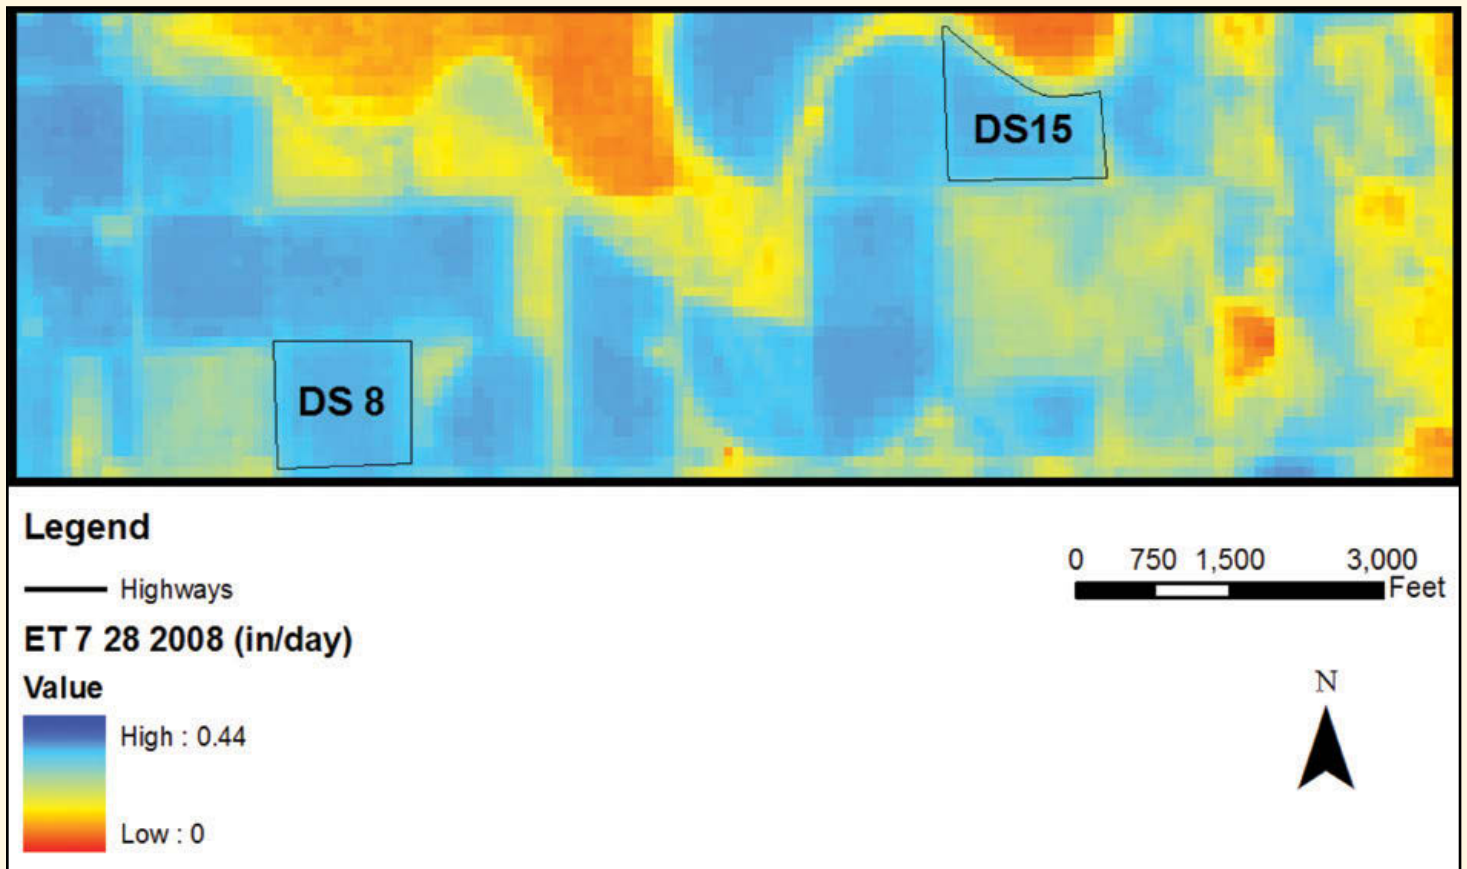 DS15
DS 8
Legend
Highways
ET 7 28 2008 (in/day)
Value
High : 0.44
Low : 0
0 750 1,500 3,000
Feet
N